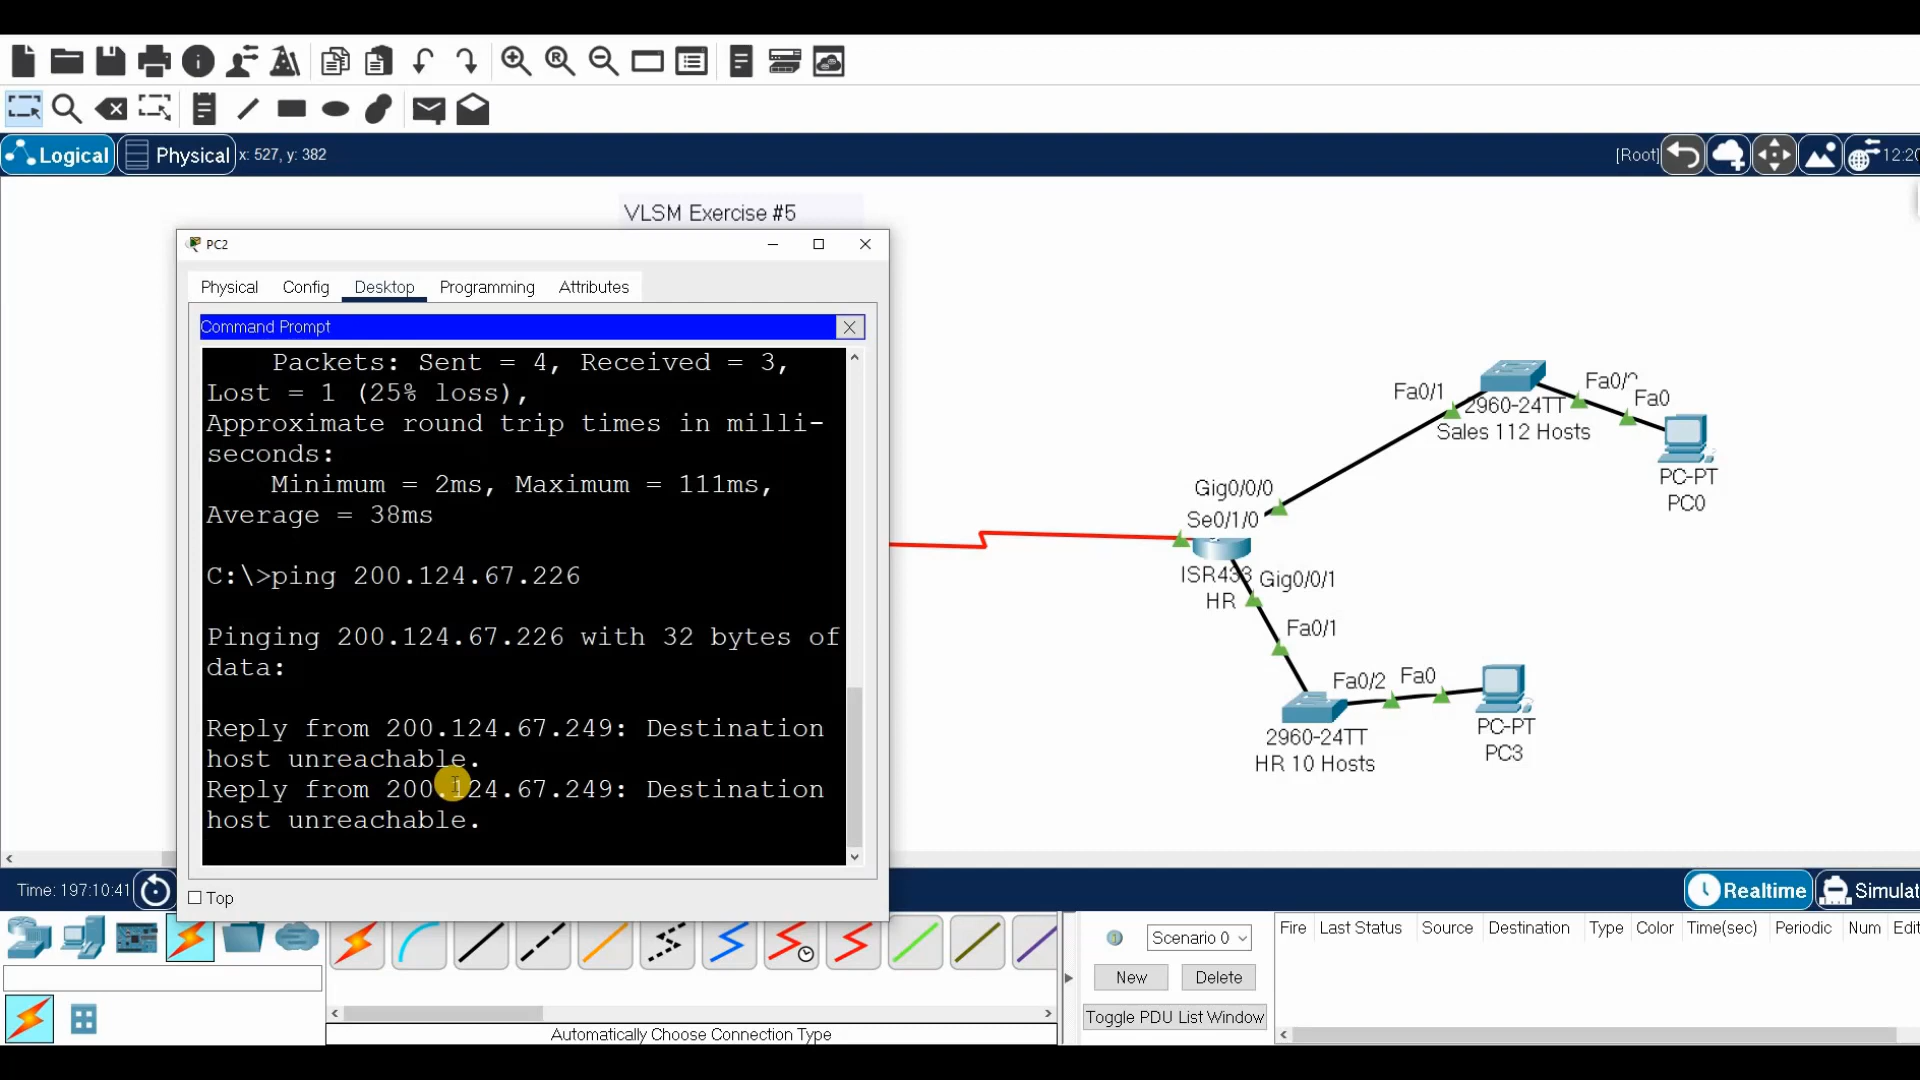 Logical
Physical
x: 527, y: 382
[Root]
12:20
VLSM Exercise #5
PC2
Physical
Config
Desktop
Programming
Attributes
Command Prompt
Packets: Sent = 4, Received = 3,
Lost = 1 (25% loss),
Approximate round trip times in milli-
seconds:
Minimum = 2ms, Maximum = 111ms,
Average = 38ms
C:\>ping 200.124.67.226
Pinging 200.124.67.226 with 32 bytes of
data:
Reply from 200.124.67.249: Destination
host unreachable.
Reply from 200.124.67.249: Destination
host unreachable.
Top
Fa0/1
2960-24TT
Sales 112 Hosts
Fa0
PC-PT
PC0
Gig0/0/0
Se0/1/0
ISR433
HR
Gig0/0/1
Fa0/1
Fa0/2
Fa0
2960-24TT
HR 10 Hosts
PC-PT
PC3
Time: 197:10:41
Realtime
Simulat
Scenario 0
New
Delete
Toggle PDU List Window
Fire
Last Status
Source
Destination
Type
Color
Time(sec)
Periodic
Num
Edit
Automatically Choose Connection Type